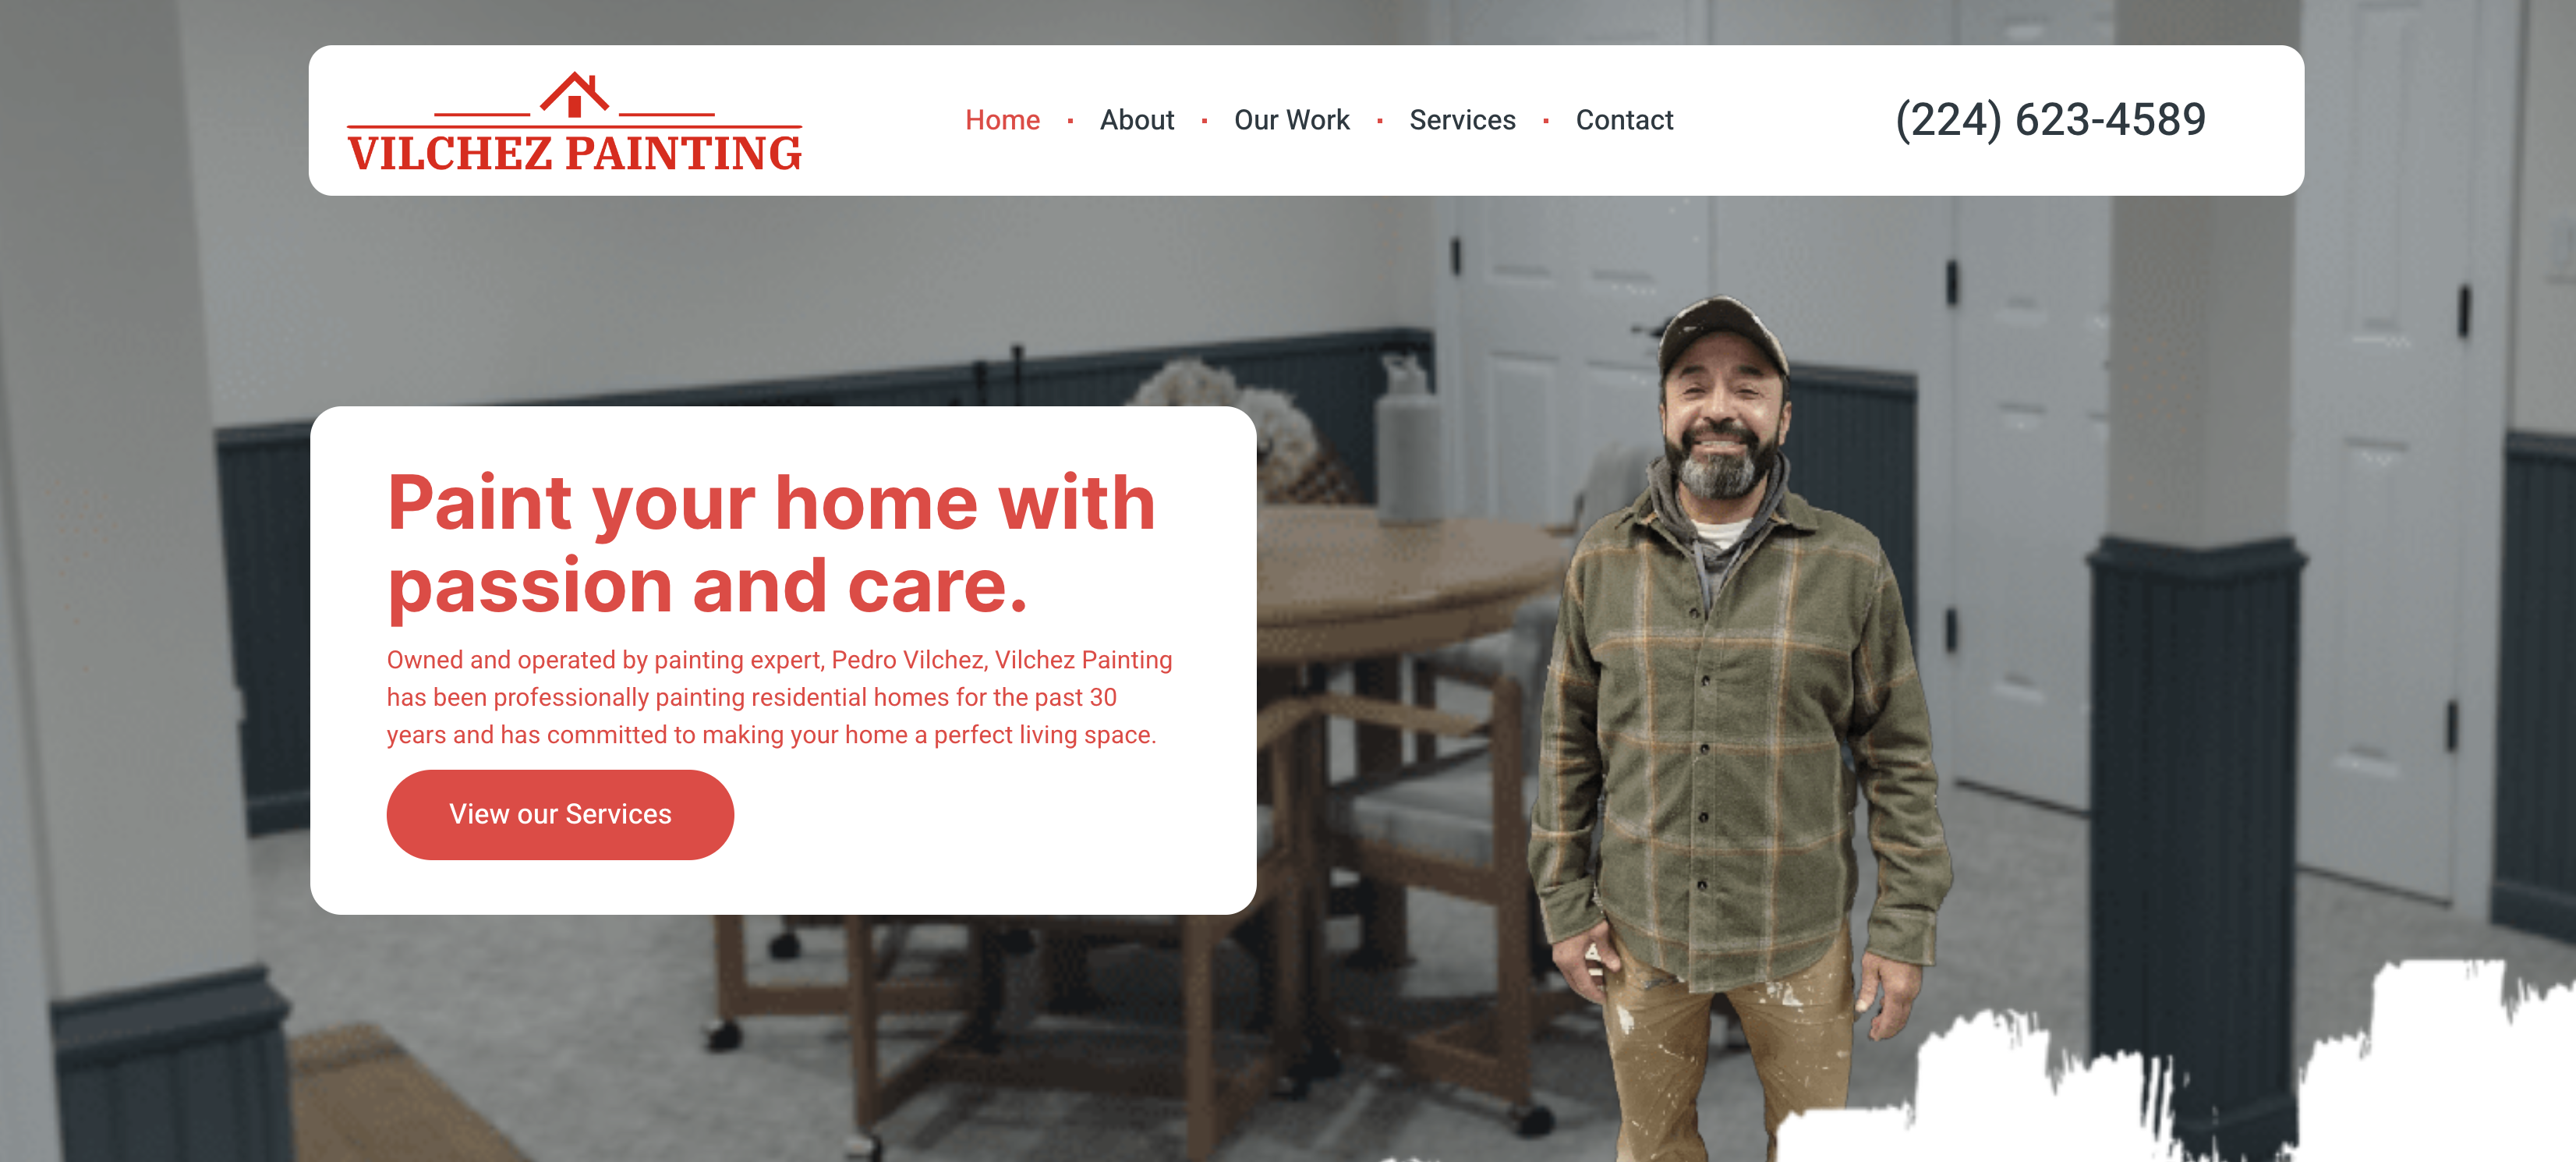 VILCHEZ PAINTING
Home · About · Our Work · Services · Contact
(224) 623-4589
Paint your home with
passion and care.
Owned and operated by painting expert, Pedro Vilchez, Vilchez Painting
has been professionally painting residential homes for the past 30
years and has committed to making your home a perfect living space.
View our Services